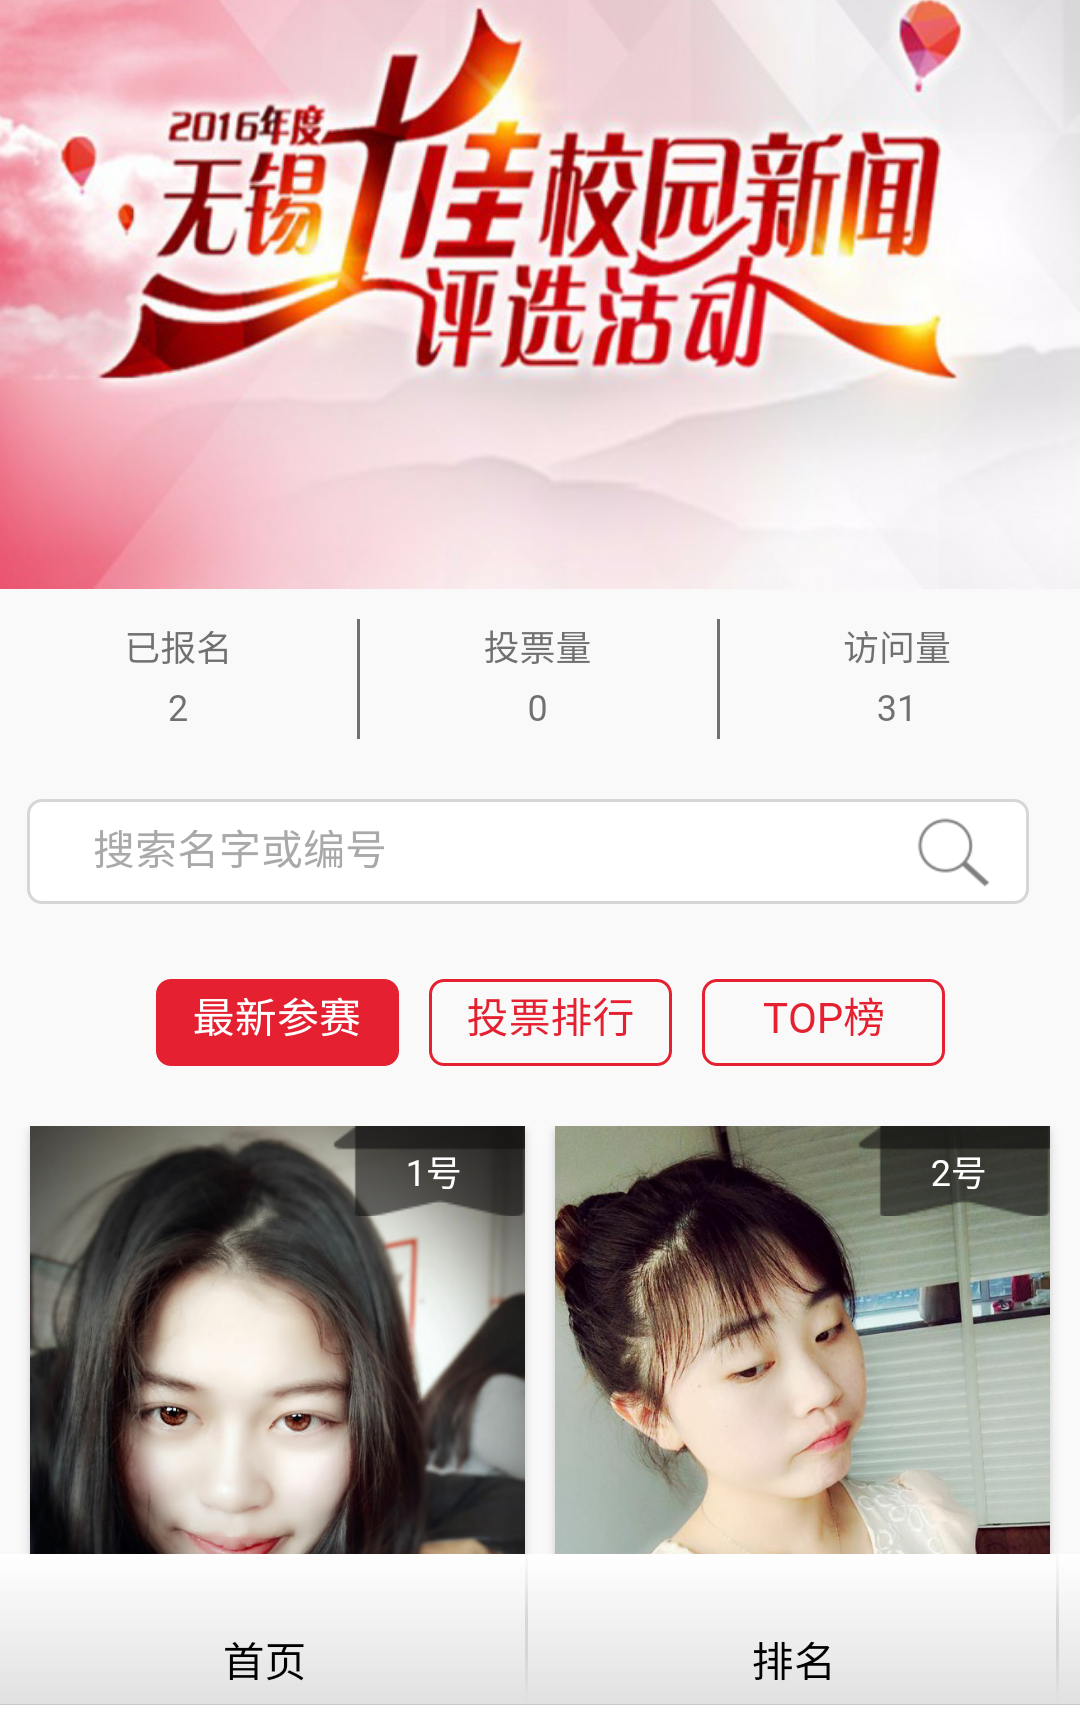 2016年度
无锡十佳校园新闻
评选活动
已报名
投票量
访问量
2
0
31
搜索名字或编号
最新参赛
投票排行
TOP榜
1号
2号
首页
排名